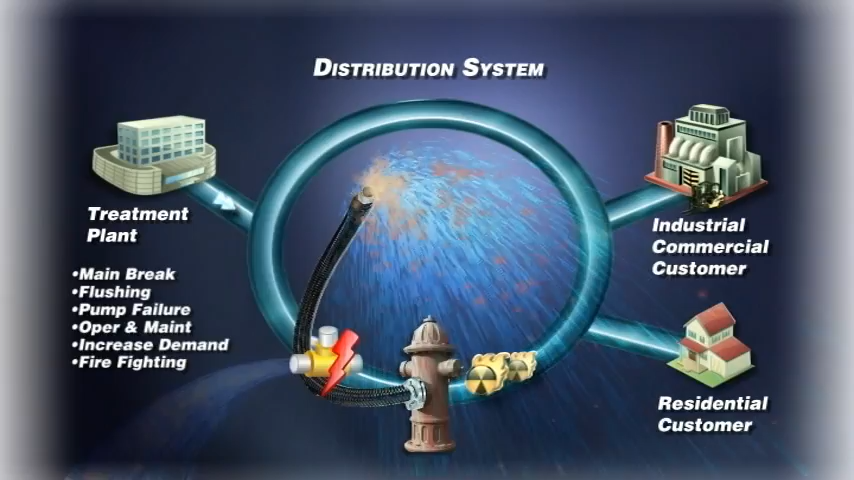 DISTRIBUTION SYSTEM
Treatment
Plant
•Main Break
•Flushing
•Pump Failure
•Oper & Maint
•Increase Demand
•Fire Fighting
Industrial
Commercial
Customer
Residential
Customer